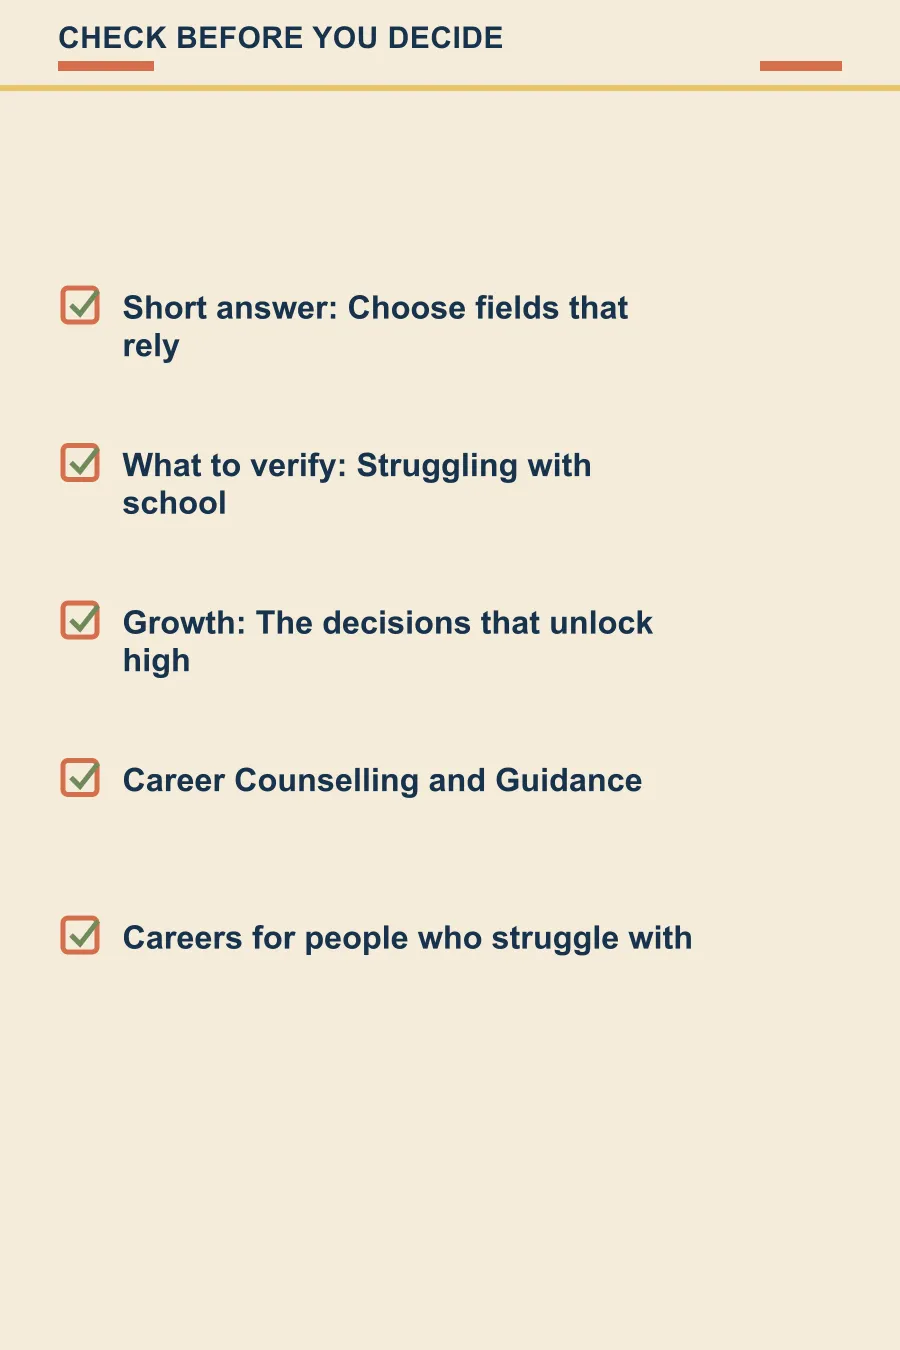 CHECK BEFORE YOU DECIDE
Short answer: Choose fields that
rely
What to verify: Struggling with
school
Growth: The decisions that unlock
high
Career Counselling and Guidance
Careers for people who struggle with